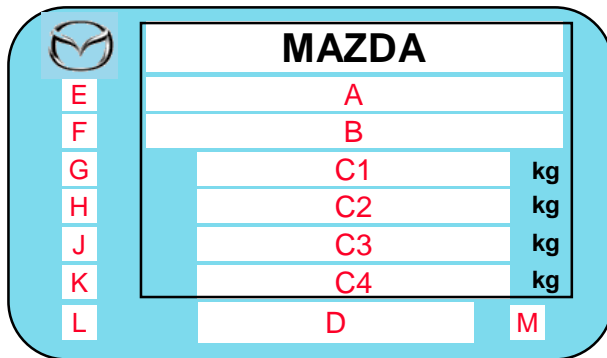 MAZDA
E A
F B
G C1 kg
H C2 kg
J C3 kg
K C4 kg
L D M